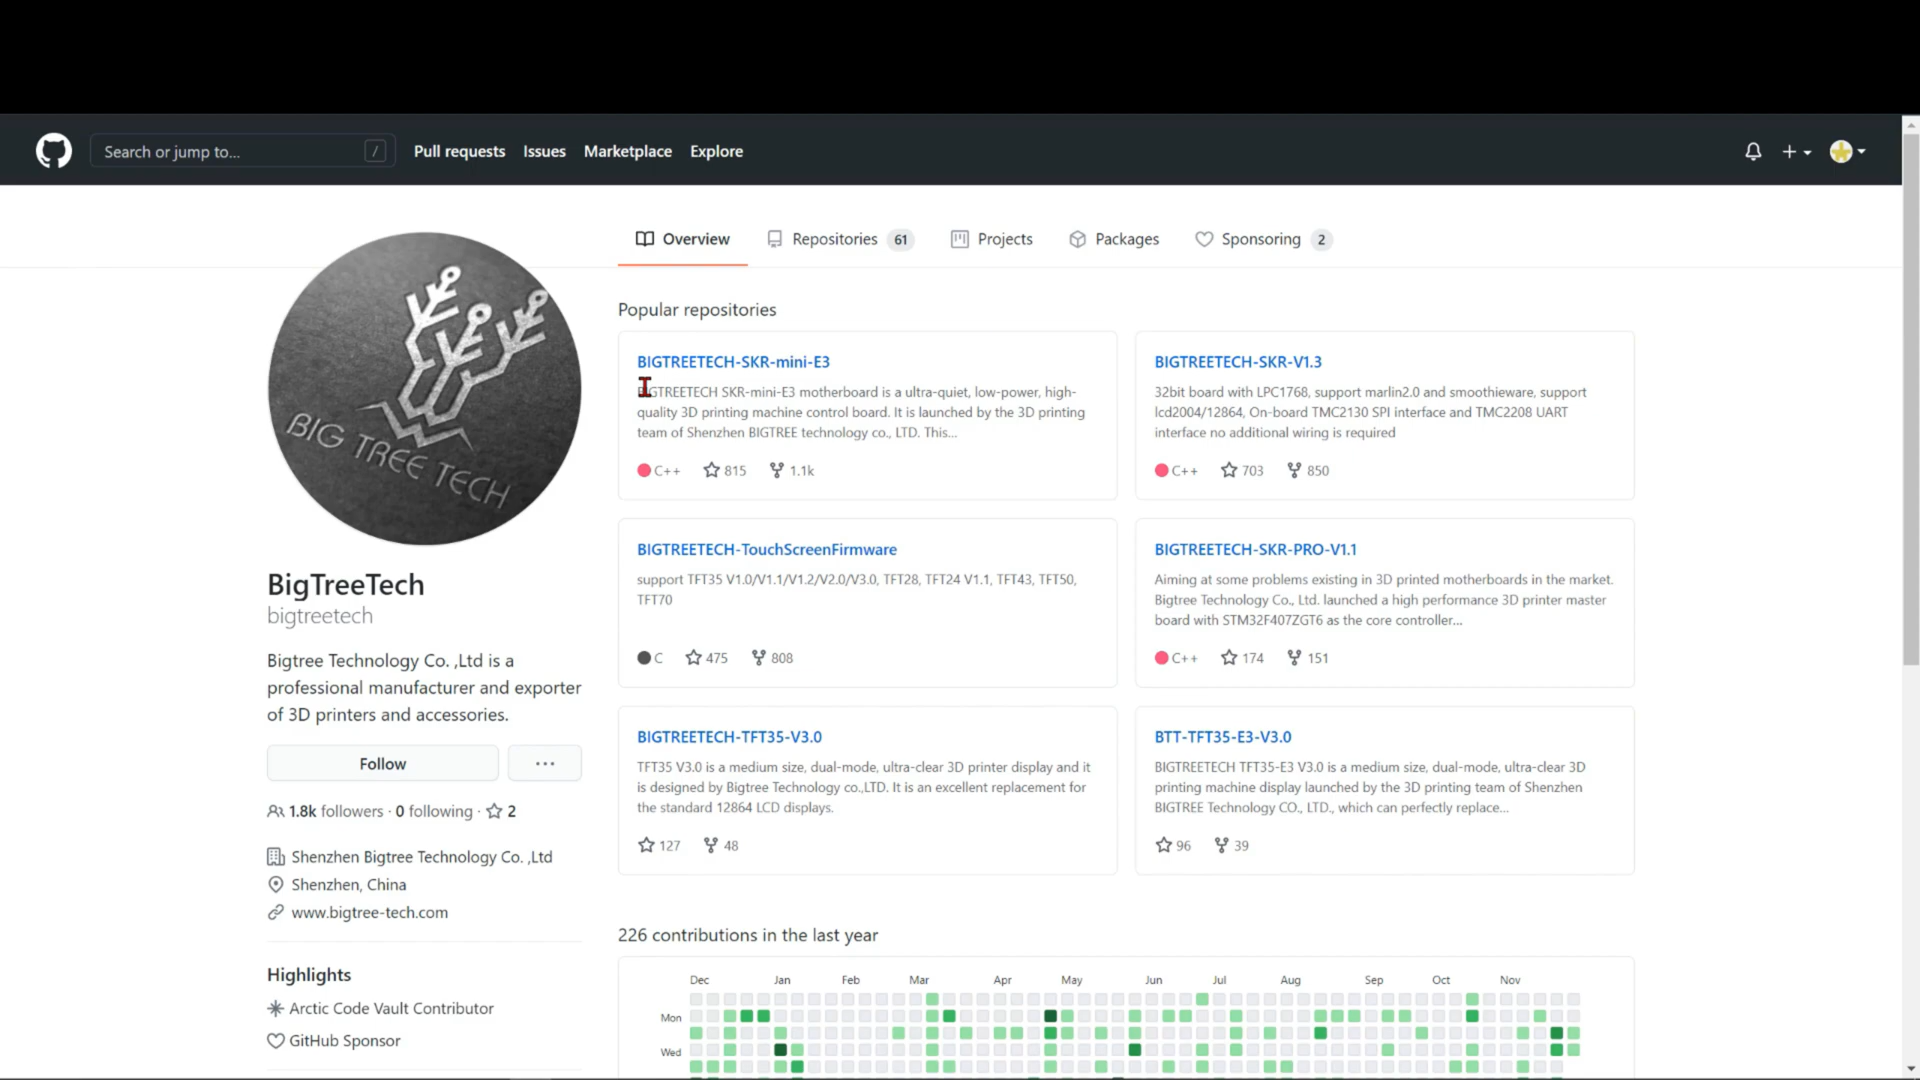 Search or jump to... /
Pull requests Issues Marketplace Explore
Overview Repositories 61 Projects Packages Sponsoring 2
BIG TREE TECH
BigTreeTech
bigtreetech
Bigtree Technology Co. ,Ltd is a
professional manufacturer and exporter
of 3D printers and accessories.
Follow ...
1.8k followers · 0 following · 2
Shenzhen Bigtree Technology Co. ,Ltd
Shenzhen, China
www.bigtree-tech.com
Highlights
Arctic Code Vault Contributor
GitHub Sponsor
Popular repositories
BIGTREETECH-SKR-mini-E3
BIGTREETECH SKR-mini-E3 motherboard is a ultra-quiet, low-power, high-
quality 3D printing machine control board. It is launched by the 3D printing
team of Shenzhen BIGTREE technology co., LTD. This...
C++ 815 1.1k
BIGTREETECH-SKR-V1.3
32bit board with LPC1768, support marlin2.0 and smoothieware, support
lcd2004/12864, On-board TMC2130 SPI interface and TMC2208 UART
interface no additional wiring is required
C++ 703 850
BIGTREETECH-TouchScreenFirmware
support TFT35 V1.0/V1.1/V1.2/V2.0/V3.0, TFT28, TFT24 V1.1, TFT43, TFT50,
TFT70
C 475 808
BIGTREETECH-SKR-PRO-V1.1
Aiming at some problems existing in 3D printed motherboards in the market.
Bigtree Technology Co., Ltd. launched a high performance 3D printer master
board with STM32F407ZGT6 as the core controller...
C++ 174 151
BIGTREETECH-TFT35-V3.0
TFT35 V3.0 is a medium size, dual-mode, ultra-clear 3D printer display and it
is designed by Bigtree Technology co.,LTD. It is an excellent replacement for
the standard 12864 LCD displays.
127 48
BTT-TFT35-E3-V3.0
BIGTREETECH TFT35-E3 V3.0 is a medium size, dual-mode, ultra-clear 3D
printing machine display launched by the 3D printing team of Shenzhen
BIGTREE Technology CO., LTD., which can perfectly replace...
96 39
226 contributions in the last year
Dec Jan Feb Mar Apr May Jun Jul Aug Sep Oct Nov
Mon
Wed